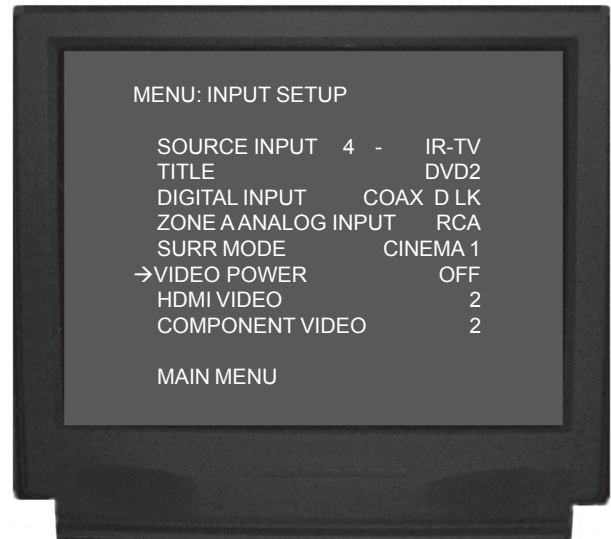 MENU: INPUT SETUP
SOURCE INPUT 4 - IR-TV
TITLE DVD2
DIGITAL INPUT COAX D LK
ZONE A ANALOG INPUT RCA
SURR MODE CINEMA 1
→VIDEO POWER OFF
HDMI VIDEO 2
COMPONENT VIDEO 2
MAIN MENU